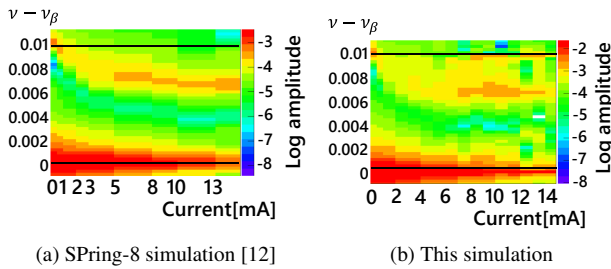 ν − νβ
0.01
0.008
0.006
0.004
0.002
0
0 1 2 3 5 8 10 13
Current[mA]
-3
-4
-5
-6
-7
-8
Log amplitude
(a) SPring-8 simulation [12]
ν − νβ
0.01
0.008
0.006
0.004
0.002
0
0 2 4 6 8 10 12 14
Current[mA]
-2
-3
-4
-5
-6
-7
-8
Log amplitude
(b) This simulation